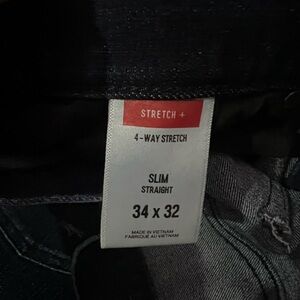 STRETCH +
4-WAY STRETCH
SLIM
STRAIGHT
34 x 32
MADE IN VIETNAM
FABRIQUÉ AU VIETNAM